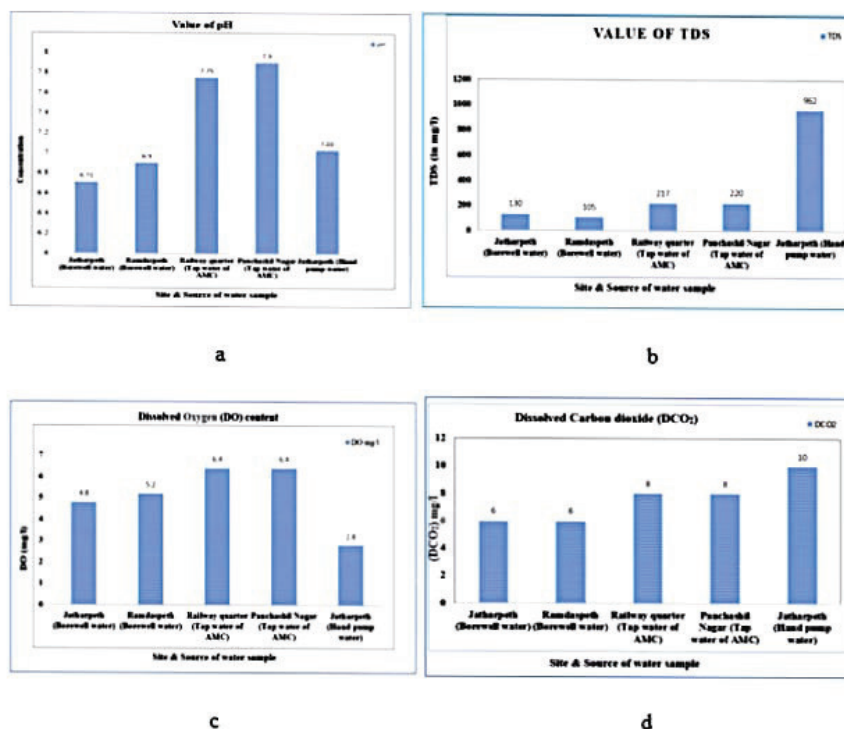 Value of pH
pH
Concentration
8
7.8
7.6
7.4
7.2
7
6.8
6.6
6.4
6.2
6
6.71
6.9
7.75
7.9
Jatharpeth (Borewell water)
Ramdaspeth (Borewell water)
Railway quarter (Tap water of AMC)
Panchashil Nagar (Tap water of AMC)
Jatharpeth (Hand pump water)
Site & Source of water sample
a
VALUE OF TDS
TDS
TDS (in mg/l)
1200
1000
800
600
400
200
0
130
105
217
220
962
Jatharpeth (Borewell water)
Ramdaspeth (Borewell water)
Railway quarter (Tap water of AMC)
Panchashil Nagar (Tap water of AMC)
Jatharpeth (Hand pump water)
Site & Source of water sample
b
Dissolved Oxygen (DO) content
DO mg/l
DO (mg/l)
7
6
5
4
3
2
1
0
4.8
5.2
6.4
6.4
2.8
Jatharpeth (Borewell water)
Ramdaspeth (Borewell water)
Railway quarter (Tap water of AMC)
Panchashil Nagar (Tap water of AMC)
Jatharpeth (Hand pump water)
Site & Source of water sample
c
Dissolved Carbon dioxide (DCO₂)
DCO2
(DCO₂) mg/l
12
10
8
6
4
2
0
6
6
8
8
10
Jatharpeth (Borewell water)
Ramdaspeth (Borewell water)
Railway quarter (Tap water of AMC)
Panchashil Nagar (Tap water of AMC)
Jatharpeth (Hand pump water)
Site & Source of water sample
d